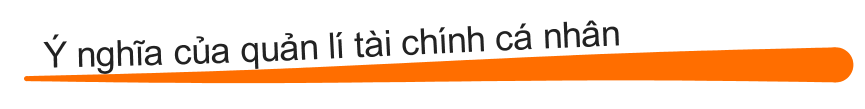 Ý nghĩa của quản lí tài chính cá nhân